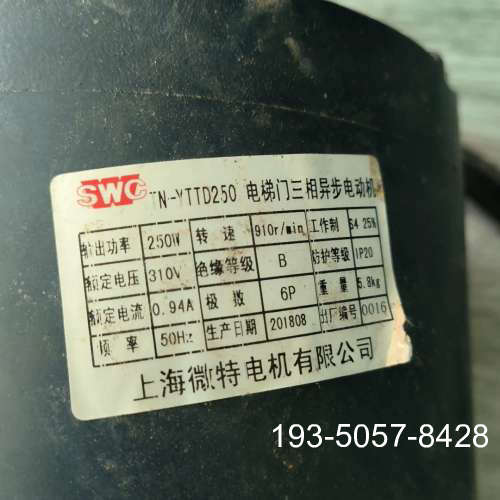 SWC TN-YTTD250 电梯门三相异步电动机
输出功率 250W 转速 910r/min 工作制 S4 25%
额定电压 310V 绝缘等级 B 防护等级 IP20
额定电流 0.94A 极数 6P 重量 5.8kg
频率 50Hz 生产日期 201808 出厂编号 0016
上海微特电机有限公司
193-5057-8428